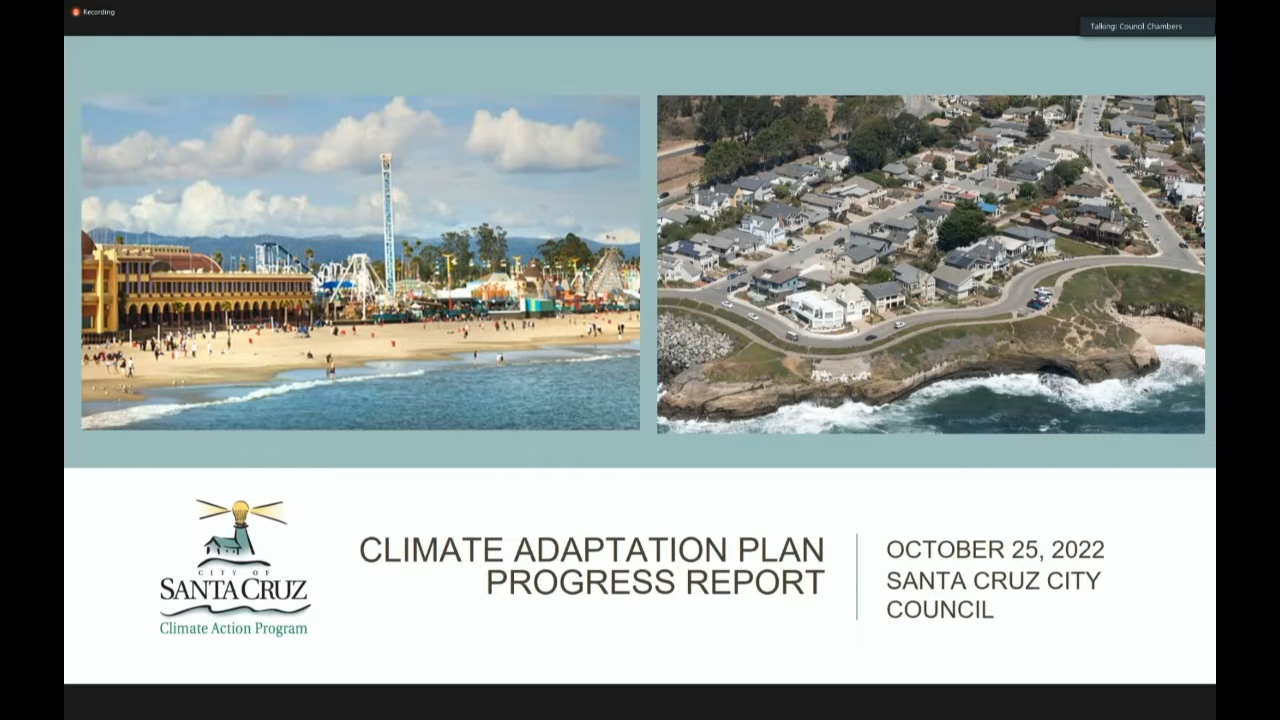 Recording
Talking: Council Chambers
CITY OF
SANTA CRUZ
Climate Action Program
CLIMATE ADAPTATION PLAN
PROGRESS REPORT
OCTOBER 25, 2022
SANTA CRUZ CITY
COUNCIL